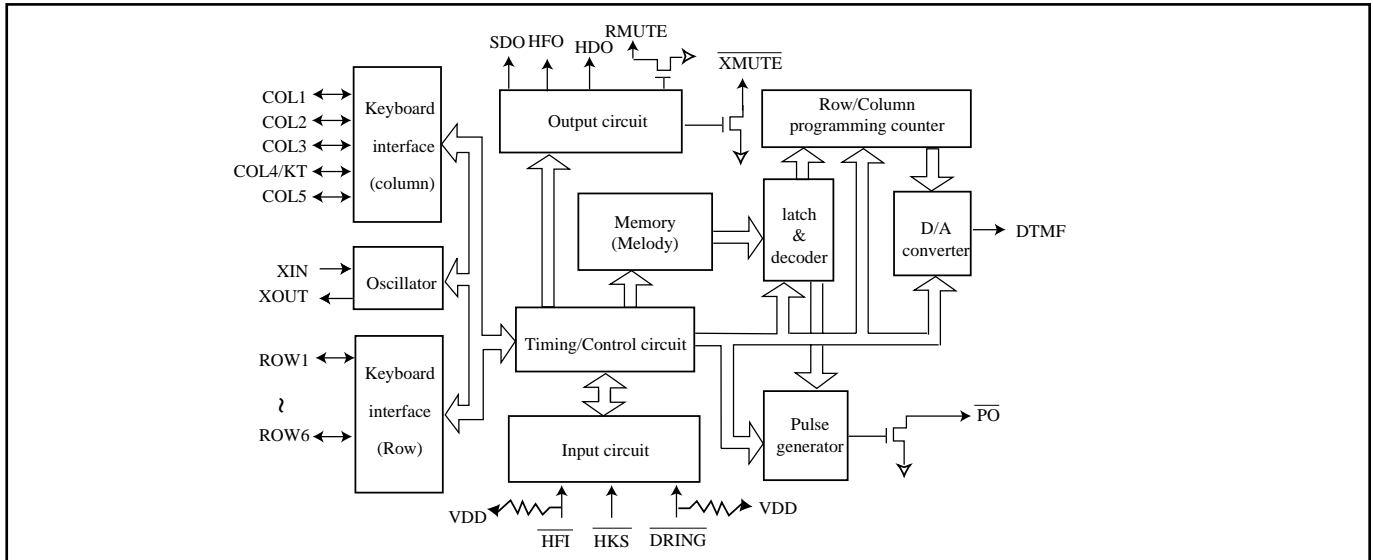 SDO
HFO
HDO
RMUTE
XMUTE
COL1
COL2
COL3
COL4/KT
COL5
Keyboard
interface
(column)
Output circuit
Row/Column
programming counter
Memory
(Melody)
latch
&
decoder
D/A
converter
DTMF
XIN
XOUT
Oscillator
Timing/Control circuit
ROW1
~
ROW6
Keyboard
interface
(Row)
Input circuit
Pulse
generator
PO
VDD
HFI
HKS
DRING
VDD